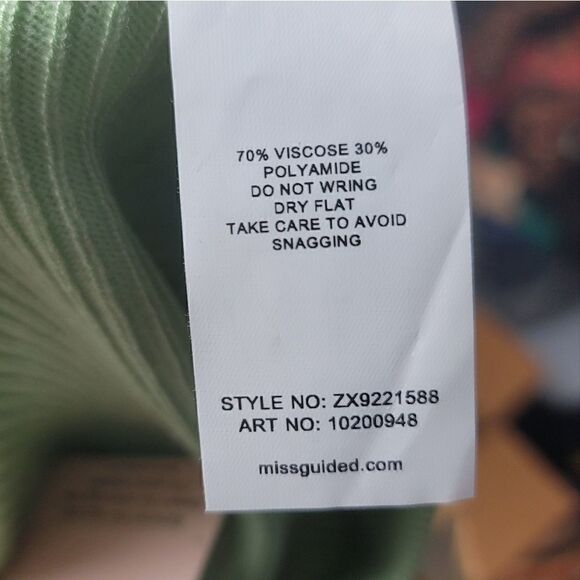 70% VISCOSE 30%
POLYAMIDE
DO NOT WRING
DRY FLAT
TAKE CARE TO AVOID
SNAGGING
STYLE NO: ZX9221588
ART NO: 10200948
missguided.com